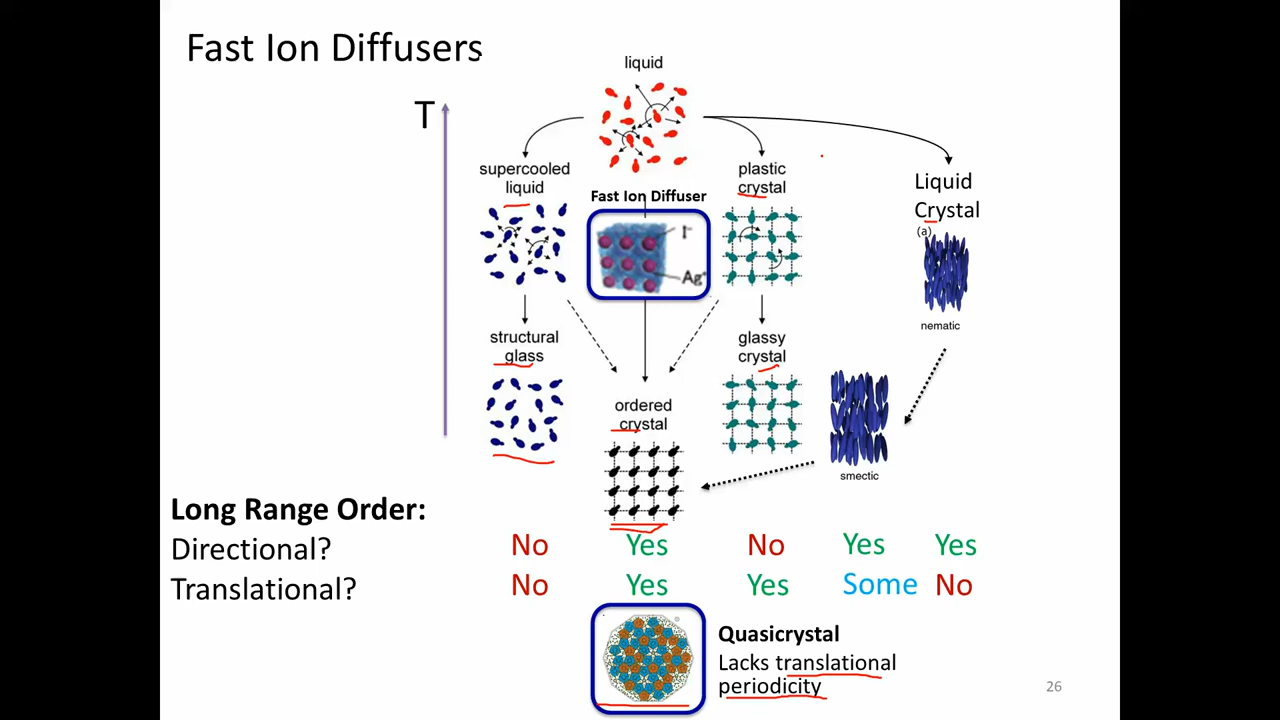 Fast Ion Diffusers
liquid
T
supercooled
liquid
plastic
crystal
Liquid
Crystal
(a)
Fast Ion Diffuser
I⁻
Ag⁺
nematic
structural
glass
glassy
crystal
ordered
crystal
smectic
Long Range Order:
Directional? No Yes No Yes Yes
Translational? No Yes Yes Some No
Quasicrystal
Lacks translational
periodicity
26